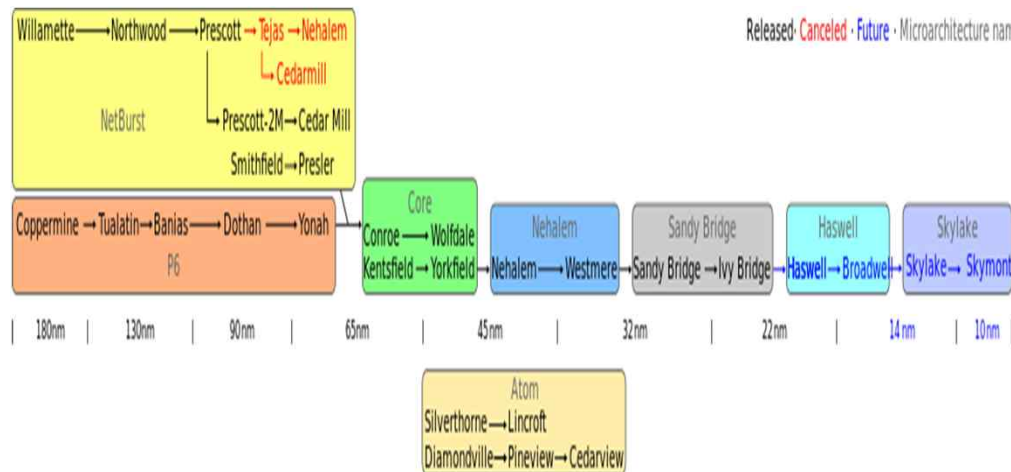 Willamette → Northwood → Prescott → Tejas → Nehalem
Released· Canceled · Future · Microarchitecture nam
Cedarmill
NetBurst
Prescott-2M → Cedar Mill
Smithfield → Presler
Coppermine → Tualatin → Banias → Dothan → Yonah
P6
Core
Conroe → Wolfdale
Kentsfield → Yorkfield
Nehalem
Nehalem → Westmere
Sandy Bridge
Sandy Bridge → Ivy Bridge
Haswell
Haswell → Broadwell
Skylake
Skylake → Skymont
| 180nm | 130nm | 90nm | 65nm | 45nm | 32nm | 22nm | 14nm | 10nm |
Atom
Silverthorne → Lincroft
Diamondville → Pineview → Cedarview